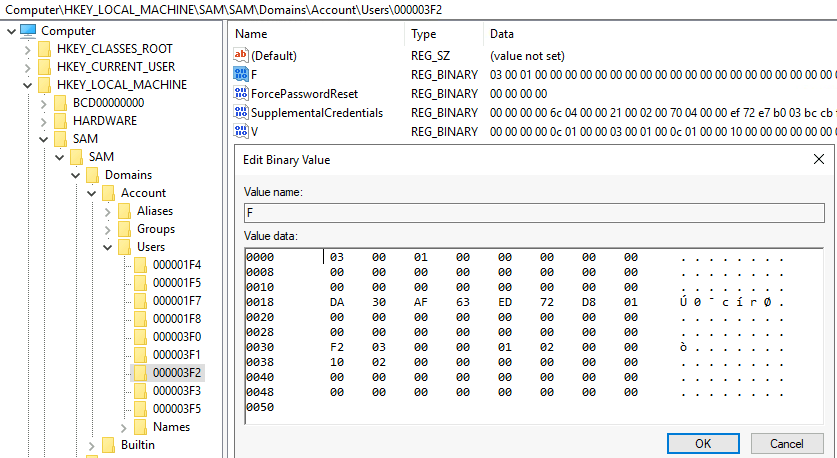 Computer\HKEY_LOCAL_MACHINE\SAM\SAM\Domains\Account\Users\000003F2
Computer
HKEY_CLASSES_ROOT
HKEY_CURRENT_USER
HKEY_LOCAL_MACHINE
BCD00000000
HARDWARE
SAM
SAM
Domains
Account
Aliases
Groups
Users
000001F4
000001F5
000001F7
000001F8
000003F0
000003F1
000003F2
000003F3
000003F5
Names
Builtin
Name Type Data
(Default) REG_SZ (value not set)
F REG_BINARY 03 00 01 00 00 00 00 00 00 00 00 00 00 00 00 00 00 00 00 00 00
ForcePasswordReset REG_BINARY 00 00 00 00
SupplementalCredentials REG_BINARY 00 00 00 00 6c 04 00 00 21 00 02 00 70 04 00 00 ef 72 e7 b0 03 bc cb
V REG_BINARY 00 00 00 00 0c 01 00 00 03 00 01 00 0c 01 00 00 10 00 00 00 00 00
Edit Binary Value
Value name:
F
Value data:
0000 03 00 01 00 00 00 00 00 . . . . . . . .
0008 00 00 00 00 00 00 00 00 . . . . . . . .
0010 00 00 00 00 00 00 00 00 . . . . . . . .
0018 DA 30 AF 63 ED 72 D8 01 Ú 0 ¯ c í r Ø .
0020 00 00 00 00 00 00 00 00 . . . . . . . .
0028 00 00 00 00 00 00 00 00 . . . . . . . .
0030 F2 03 00 00 01 02 00 00 ò . . . . . . .
0038 10 02 00 00 00 00 00 00 . . . . . . . .
0040 00 00 00 00 00 00 00 00 . . . . . . . .
0048 00 00 00 00 00 00 00 00 . . . . . . . .
0050
OK
Cancel